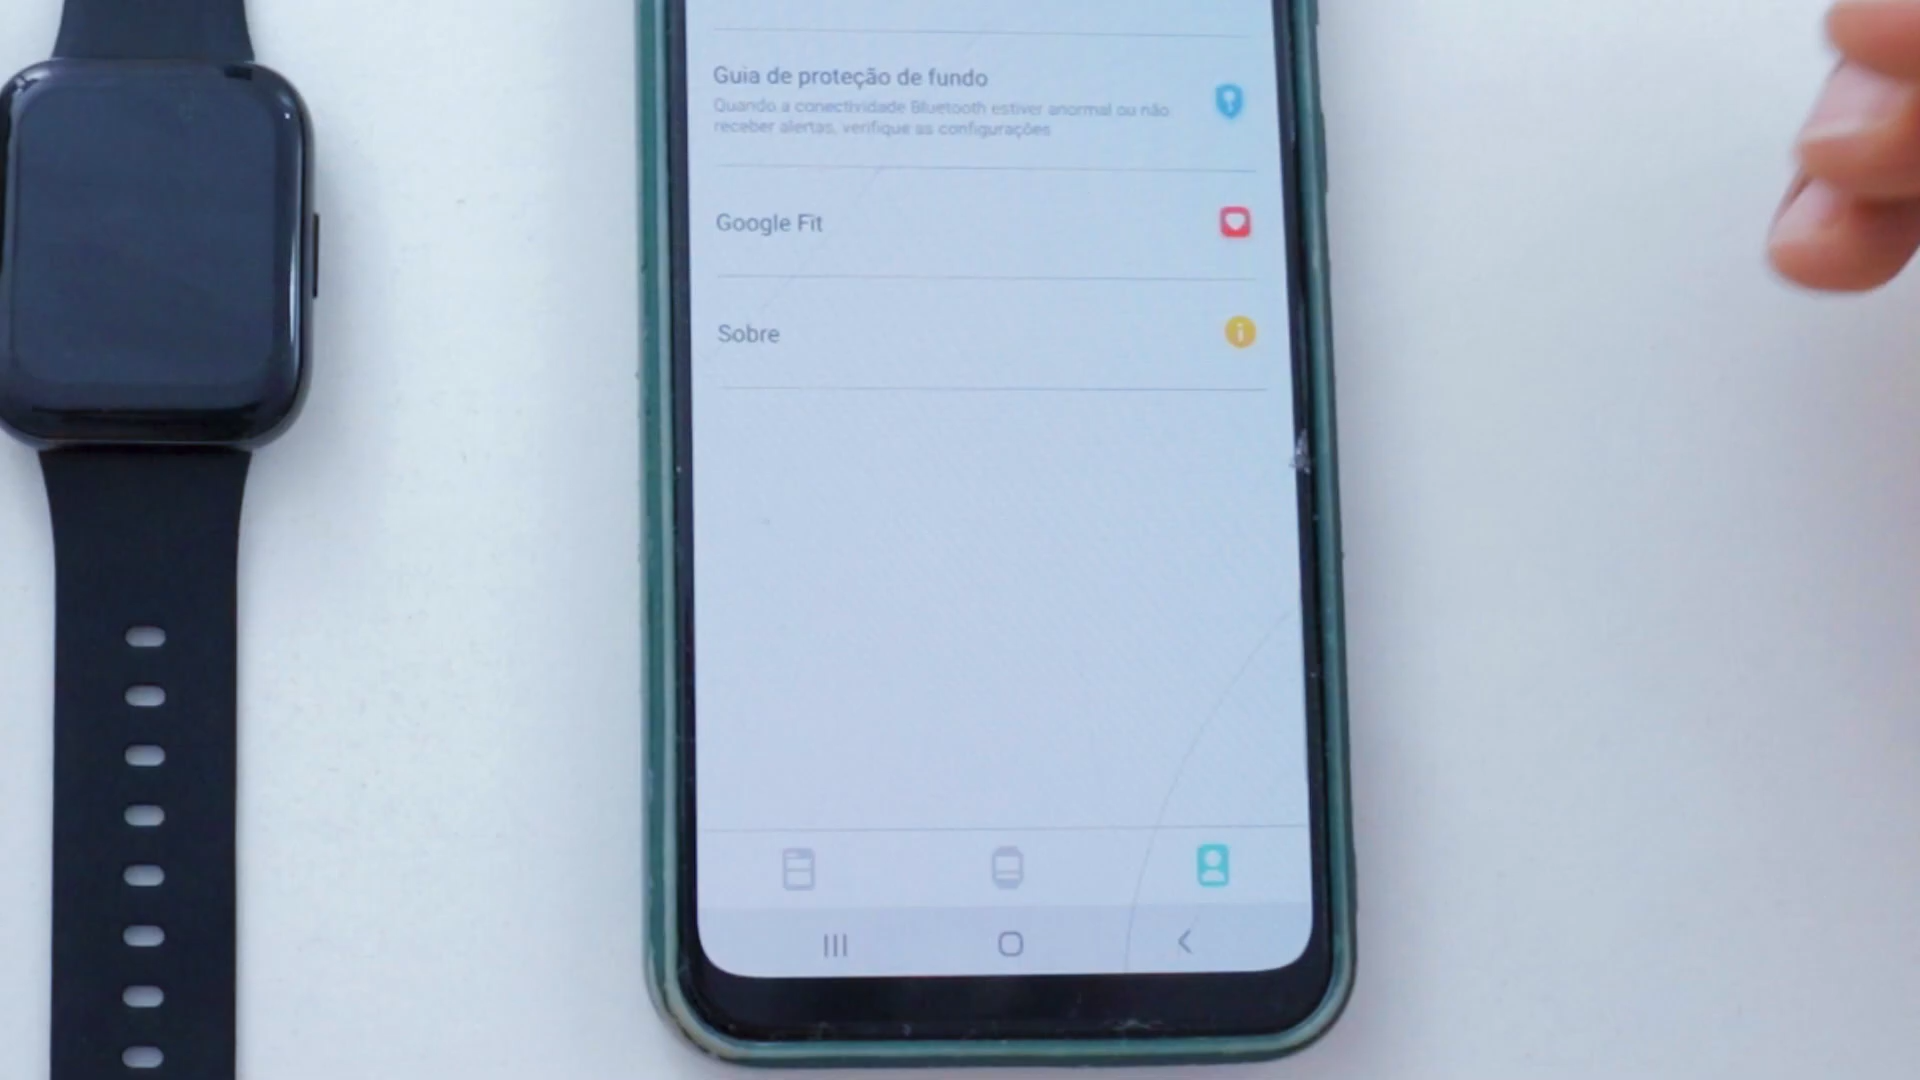 Guia de proteção de fundo
Quando a conectividade Bluetooth estiver anormal ou não
receber alertas, verifique as configurações
Google Fit
Sobre